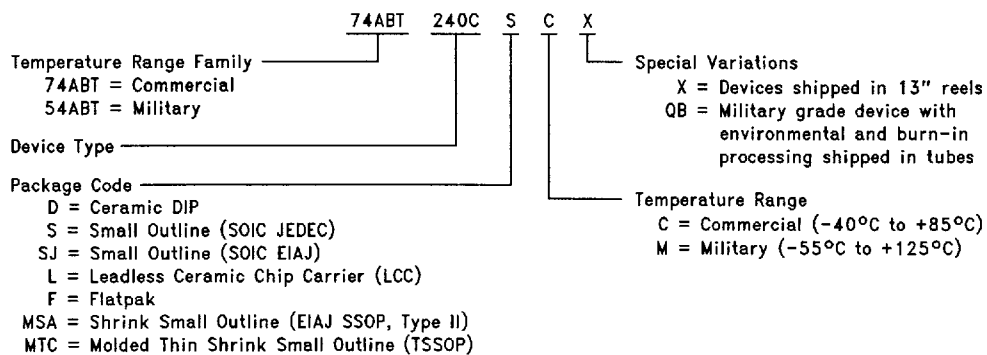 74ABT 240C S C X
Temperature Range Family
74ABT = Commercial
54ABT = Military
Device Type
Package Code
D = Ceramic DIP
S = Small Outline (SOIC JEDEC)
SJ = Small Outline (SOIC EIAJ)
L = Leadless Ceramic Chip Carrier (LCC)
F = Flatpak
MSA = Shrink Small Outline (EIAJ SSOP, Type II)
MTC = Molded Thin Shrink Small Outline (TSSOP)
Special Variations
X = Devices shipped in 13" reels
QB = Military grade device with
environmental and burn-in
processing shipped in tubes
Temperature Range
C = Commercial (-40°C to +85°C)
M = Military (-55°C to +125°C)